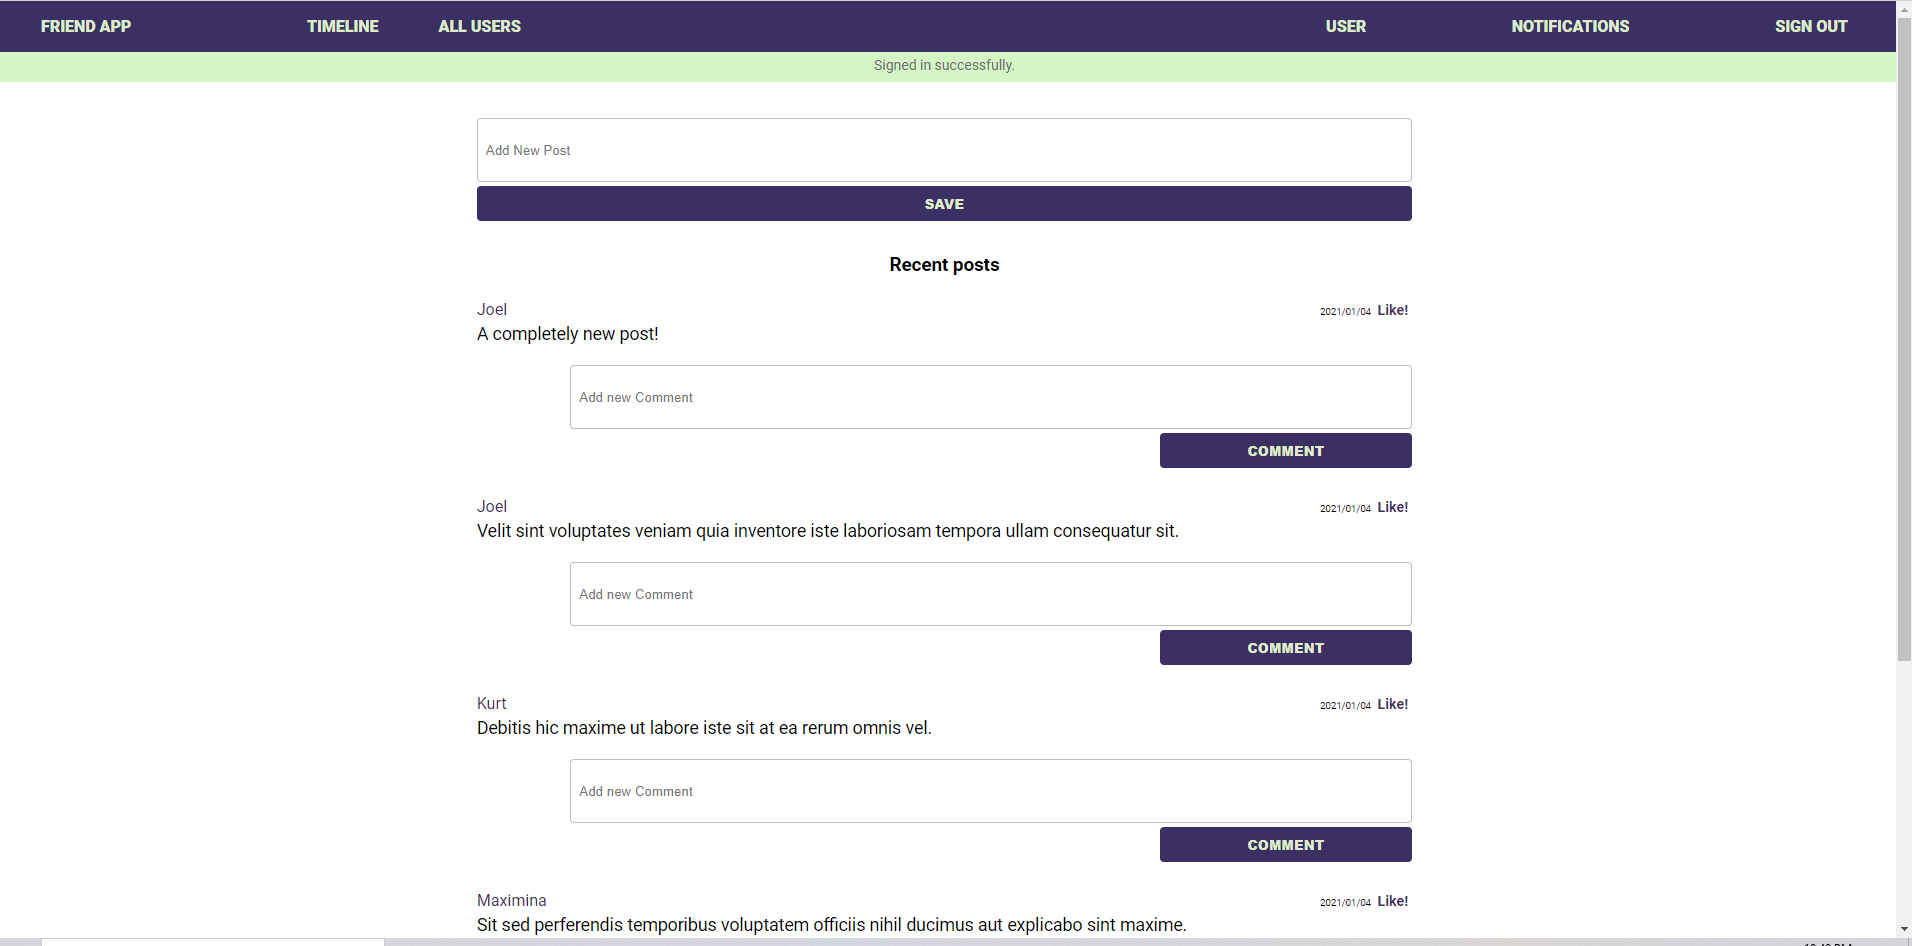 FRIEND APP TIMELINE ALL USERS USER NOTIFICATIONS SIGN OUT
Signed in successfully.
Add New Post
SAVE
Recent posts
Joel 2021/01/04 Like!
A completely new post!
Add new Comment
COMMENT
Joel 2021/01/04 Like!
Velit sint voluptates veniam quia inventore iste laboriosam tempora ullam consequatur sit.
Add new Comment
COMMENT
Kurt 2021/01/04 Like!
Debitis hic maxime ut labore iste sit at ea rerum omnis vel.
Add new Comment
COMMENT
Maximina 2021/01/04 Like!
Sit sed perferendis temporibus voluptatem officiis nihil ducimus aut explicabo sint maxime.